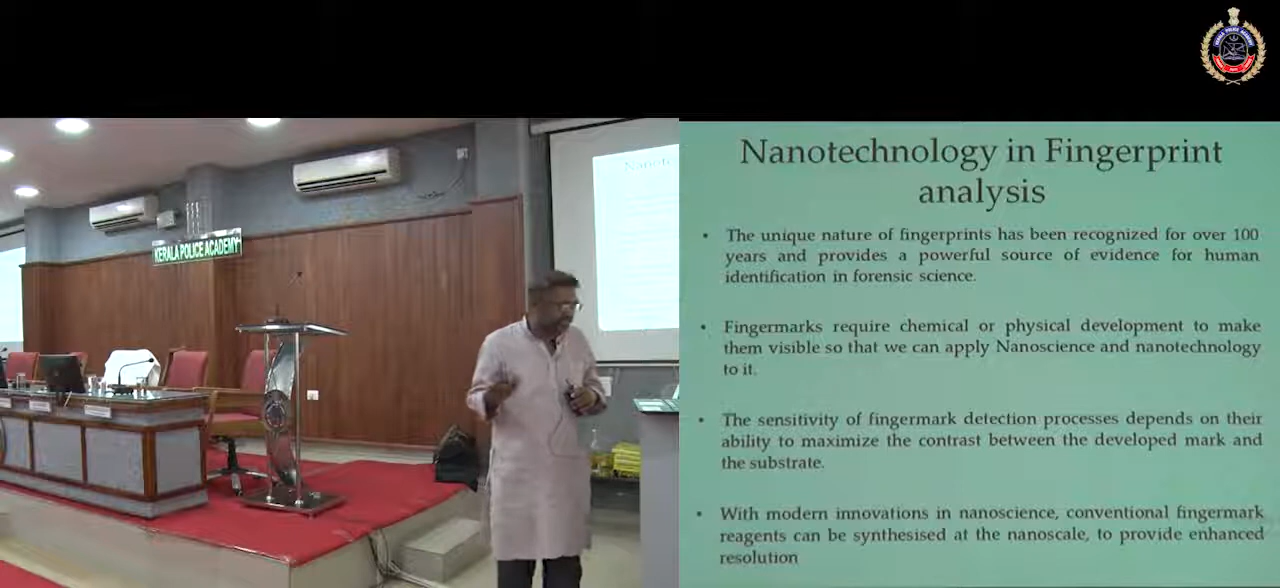 KERALA POLICE ACADEMY
KERALA POLICE ACADEMY
Nanotechnology in Fingerprint
analysis
• The unique nature of fingerprints has been recognized for over 100
years and provides a powerful source of evidence for human
identification in forensic science.
• Fingermarks require chemical or physical development to make
them visible so that we can apply Nanoscience and nanotechnology
to it.
• The sensitivity of fingermark detection processes depends on their
ability to maximize the contrast between the developed mark and
the substrate.
• With modern innovations in nanoscience, conventional fingermark
reagents can be synthesised at the nanoscale, to provide enhanced
resolution